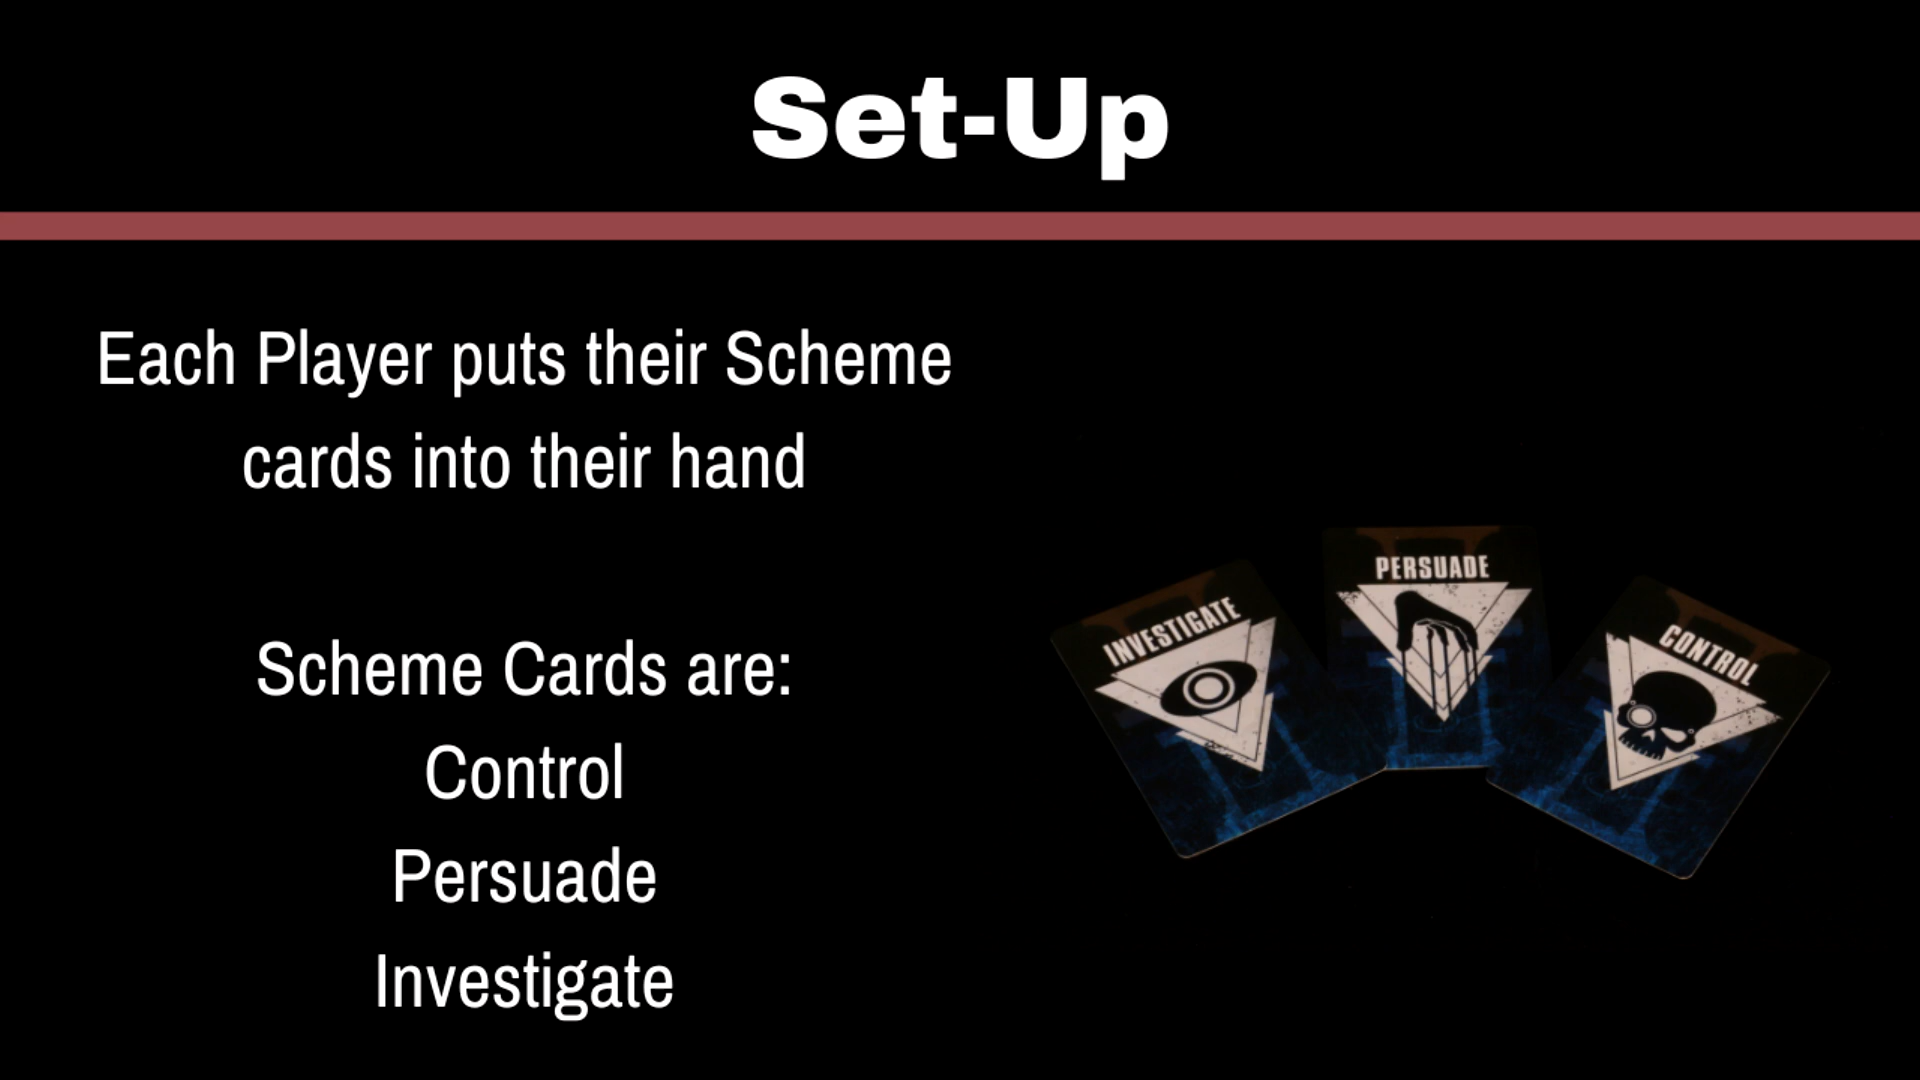 Set-Up
Each Player puts their Scheme
cards into their hand
Scheme Cards are:
Control
Persuade
Investigate
INVESTIGATE
PERSUADE
CONTROL